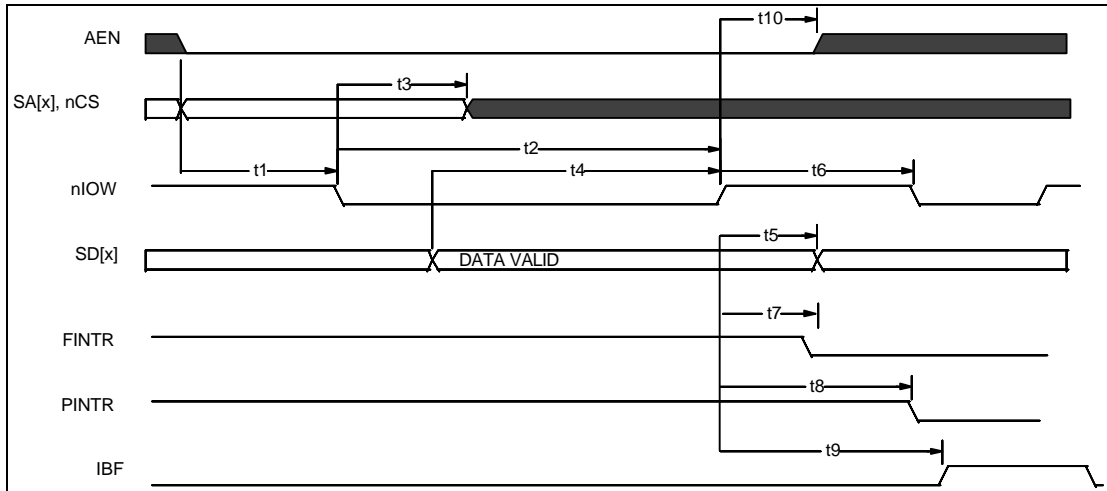 t10
AEN
t3
SA[x], nCS
t2
t1
t4
t6
nIOW
t5
SD[x]
DATA VALID
t7
FINTR
t8
PINTR
t9
IBF